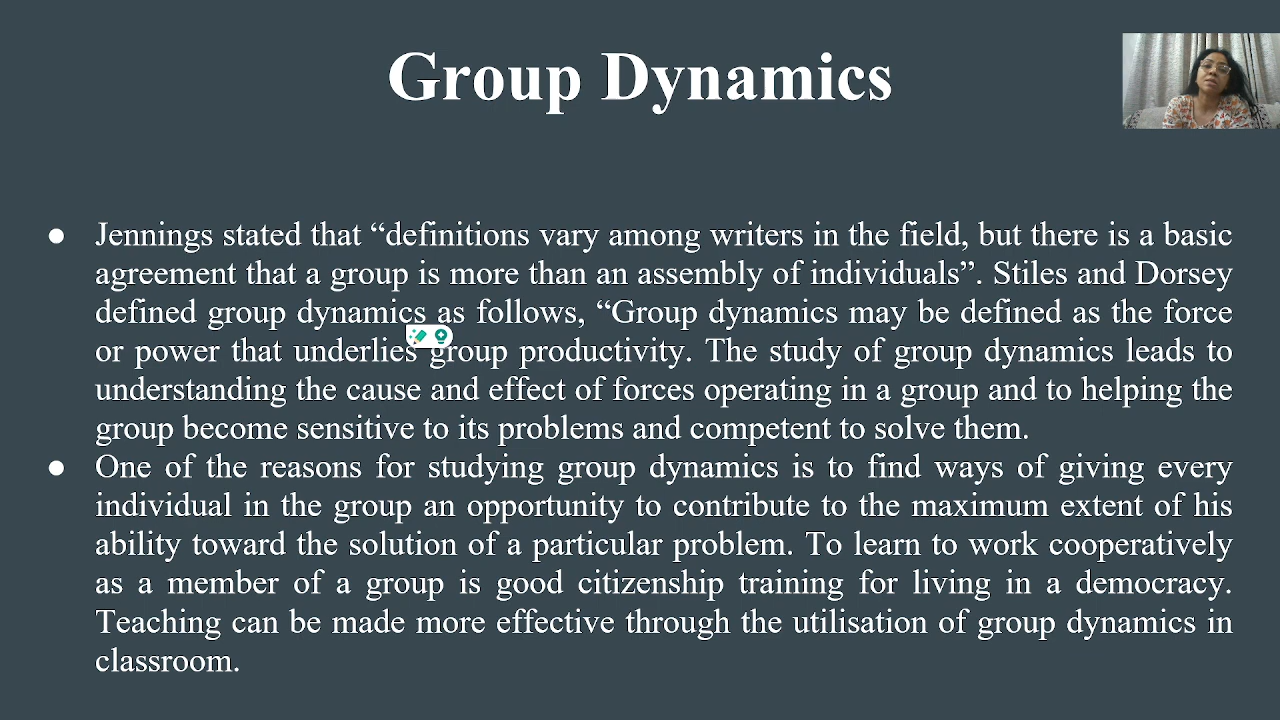 Group Dynamics
● Jennings stated that “definitions vary among writers in the field, but there is a basic
agreement that a group is more than an assembly of individuals”. Stiles and Dorsey
defined group dynamics as follows, “Group dynamics may be defined as the force
or power that underlies group productivity. The study of group dynamics leads to
understanding the cause and effect of forces operating in a group and to helping the
group become sensitive to its problems and competent to solve them.
● One of the reasons for studying group dynamics is to find ways of giving every
individual in the group an opportunity to contribute to the maximum extent of his
ability toward the solution of a particular problem. To learn to work cooperatively
as a member of a group is good citizenship training for living in a democracy.
Teaching can be made more effective through the utilisation of group dynamics in
classroom.